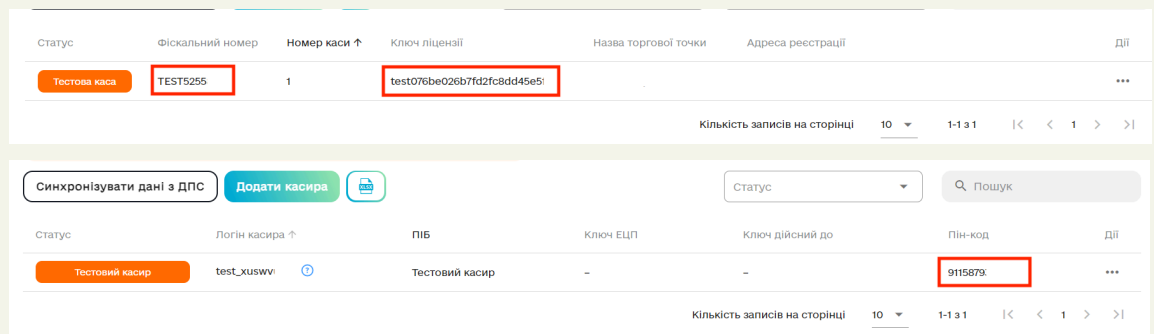 Статус Фіскальний номер Номер каси ↑ Ключ ліцензії Назва торгової точки Адреса реєстрації Дії
Тестова каса TEST5255 1 test076be026b7fd2fc8dd45e5 •••
Кількість записів на сторінці 10 1-1 з 1 |< < 1 > >|
Синхронізувати дані з ДПС Додати касира XLSX Статус Пошук
Статус Логін касира ↑ ПІБ Ключ ЕЦП Ключ дійсний до Пін-код Дії
Тестовий касир test_xuswv ? Тестовий касир – – 9115879 •••
Кількість записів на сторінці 10 1-1 з 1 |< < 1 > >|